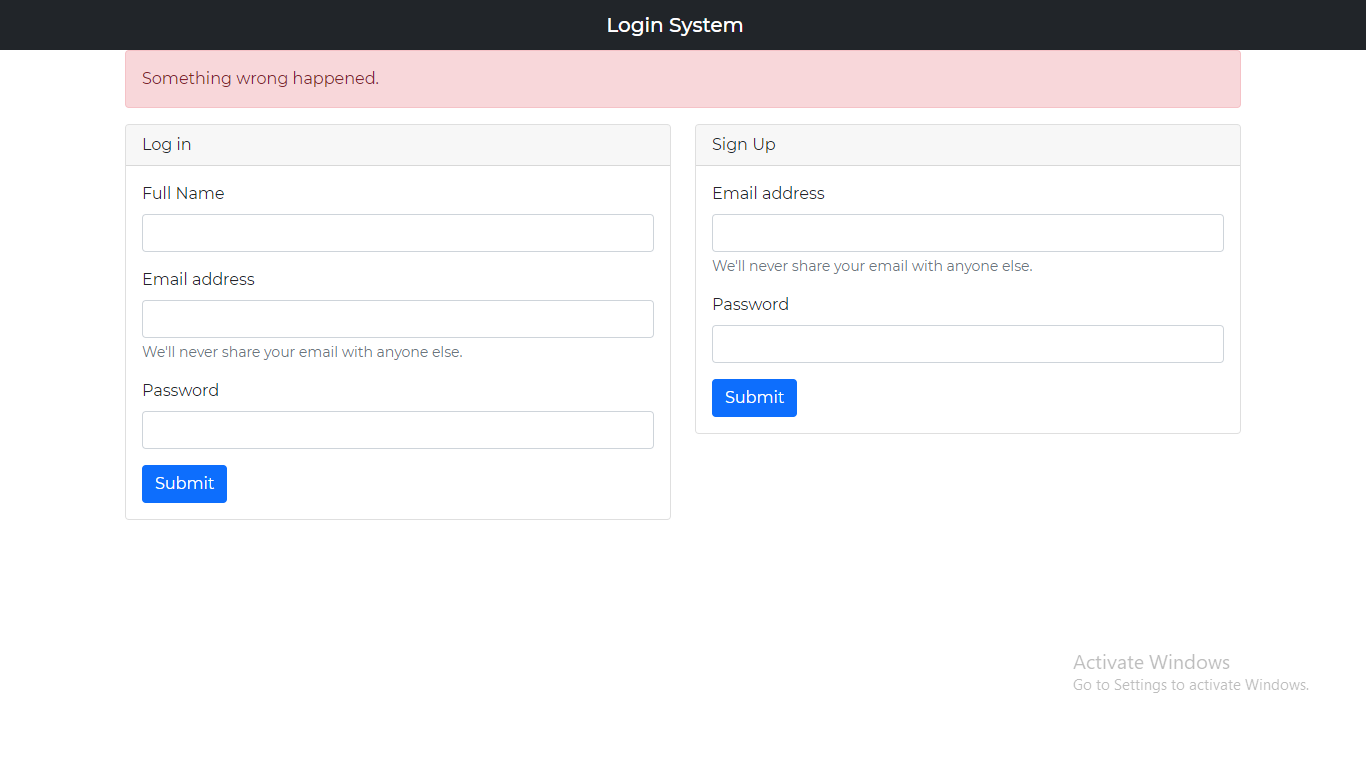 Login System
Something wrong happened.
Log in
Full Name
Email address
We'll never share your email with anyone else.
Password
Submit
Sign Up
Email address
We'll never share your email with anyone else.
Password
Submit
Activate Windows
Go to Settings to activate Windows.